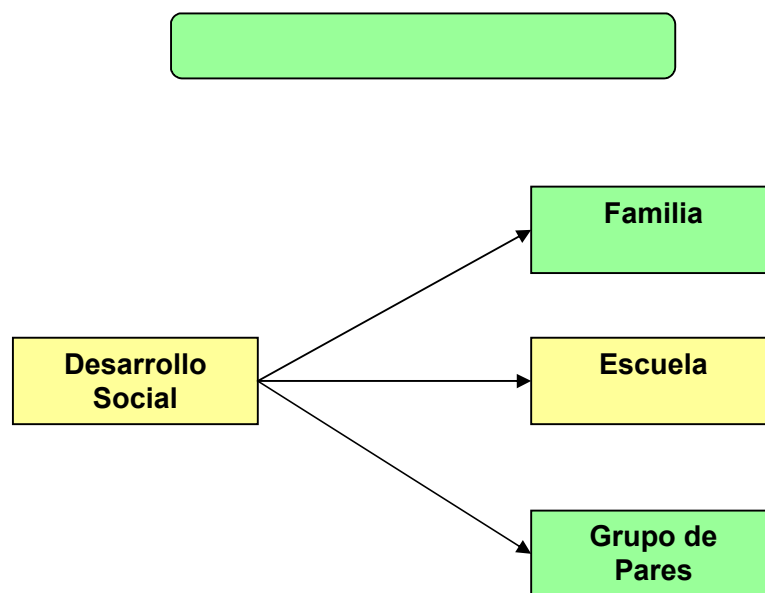 Familia
Desarrollo
Social
Escuela
Grupo de
Pares